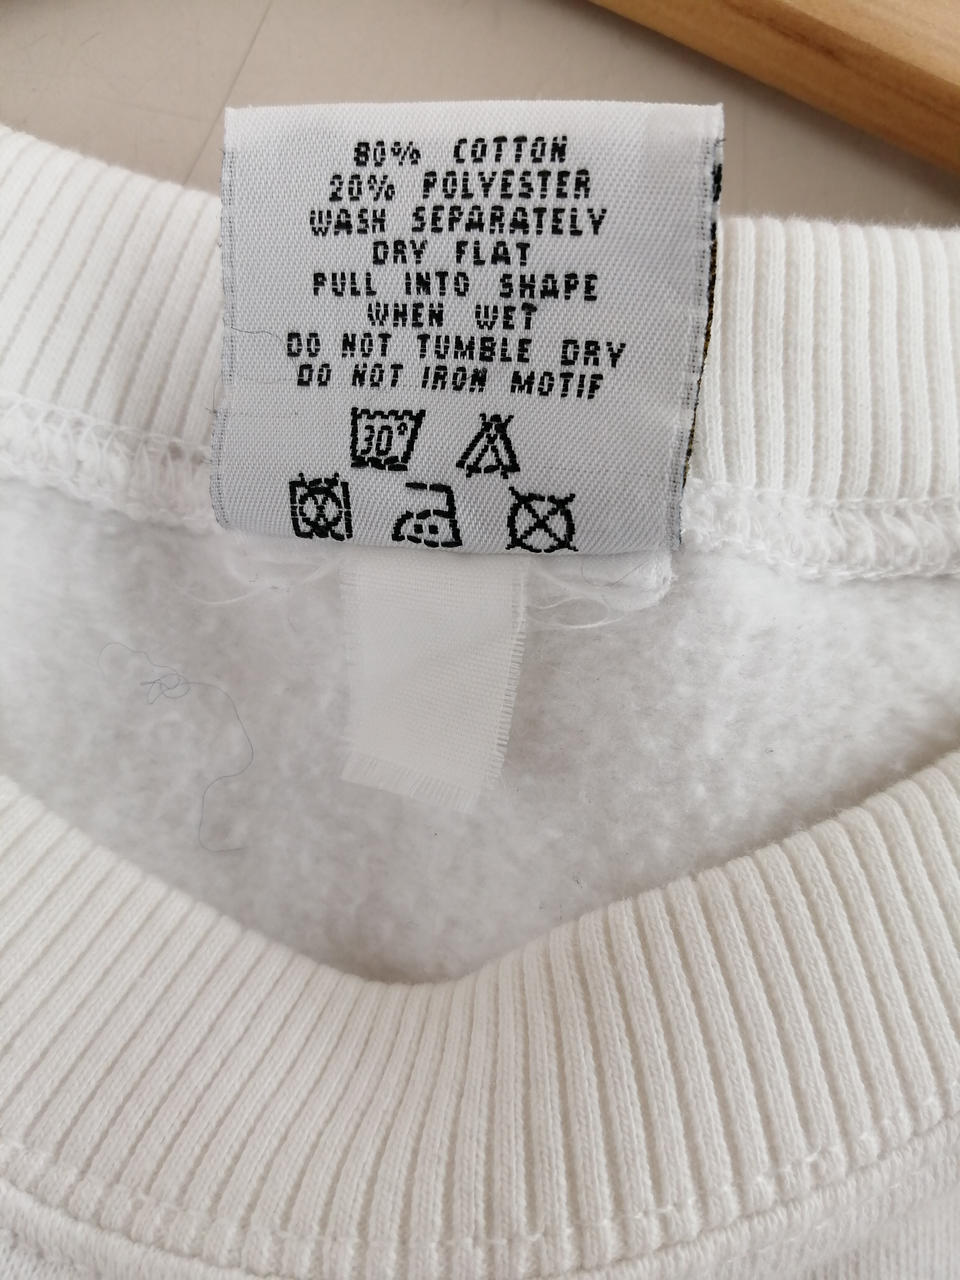 80% COTTON
20% POLYESTER
WASH SEPARATELY
DRY FLAT
PULL INTO SHAPE
WHEN WET
DO NOT TUMBLE DRY
DO NOT IRON MOTIF
30°